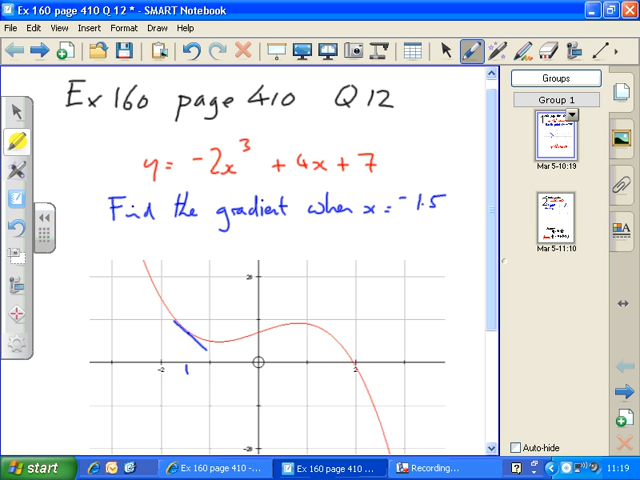 Ex 160 page 410 Q 12 * - SMART Notebook
File Edit View Insert Format Draw Help
Ex 160 page 410 Q 12
y = -2x³ + 4x + 7
Find the gradient when x = -1.5
-2
2
Groups
Group 1
Mar 5-10:19
Mar 5-11:10
Auto-hide
start
Ex 160 page 410 - ...
Ex 160 page 410 ...
Recording...
11:19